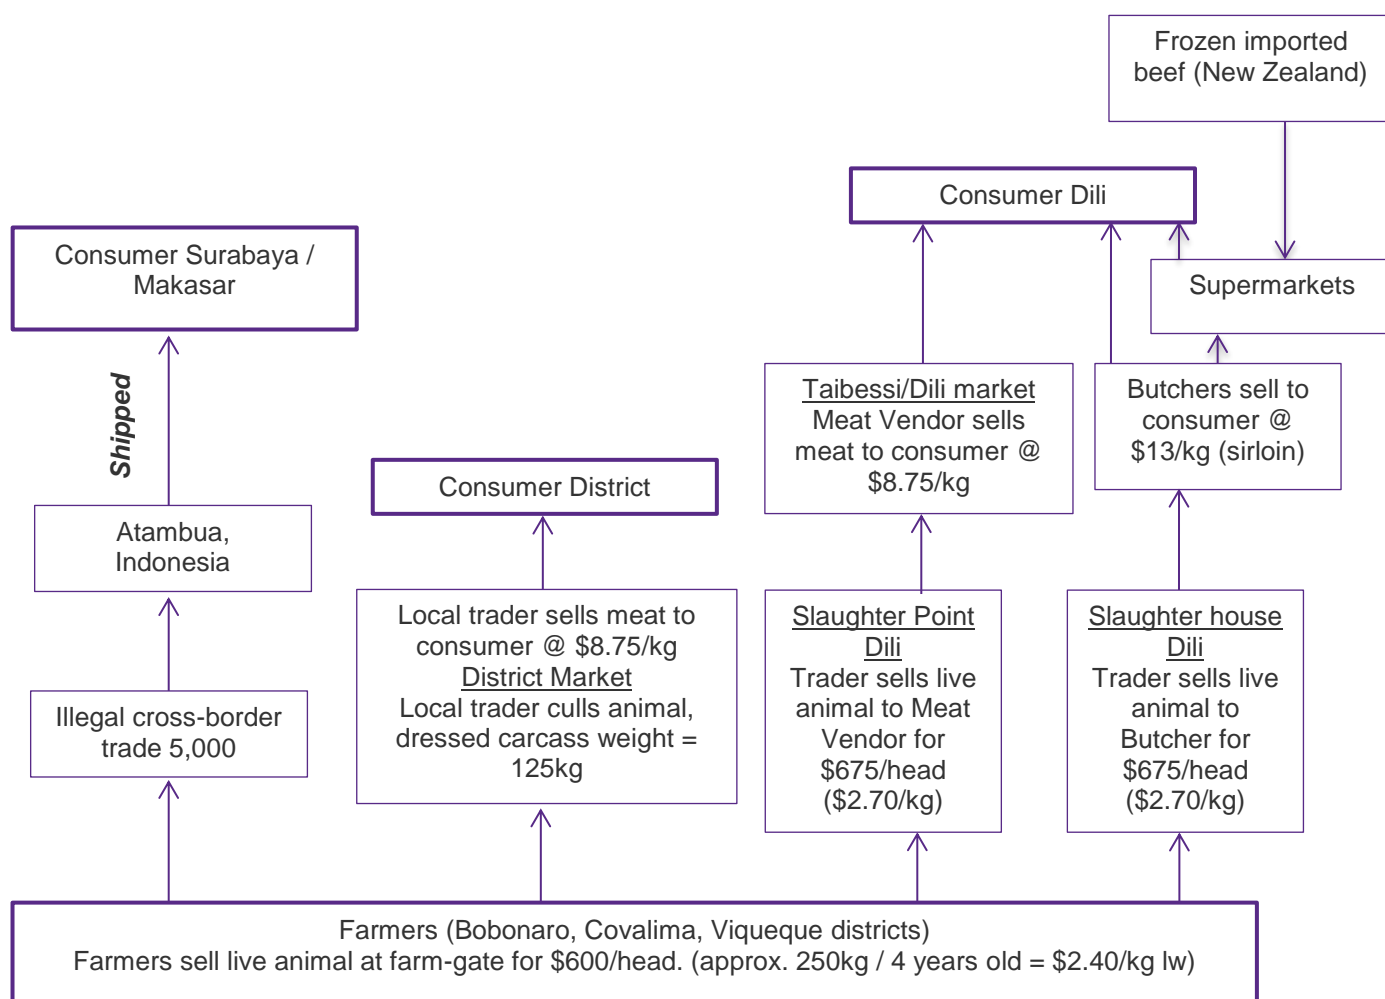 Frozen imported
beef (New Zealand)
Consumer Dili
Consumer Surabaya /
Makasar
Supermarkets
Shipped
Taibessi/Dili market
Meat Vendor sells
meat to consumer @
$8.75/kg
Butchers sell to
consumer @
$13/kg (sirloin)
Consumer District
Atambua,
Indonesia
Local trader sells meat to
consumer @ $8.75/kg
District Market
Local trader culls animal,
dressed carcass weight =
125kg
Slaughter Point
Dili
Trader sells live
animal to Meat
Vendor for
$675/head
($2.70/kg)
Slaughter house
Dili
Trader sells live
animal to
Butcher for
$675/head
($2.70/kg)
Illegal cross-border
trade 5,000
Farmers (Bobonaro, Covalima, Viqueque districts)
Farmers sell live animal at farm-gate for $600/head. (approx. 250kg / 4 years old = $2.40/kg lw)